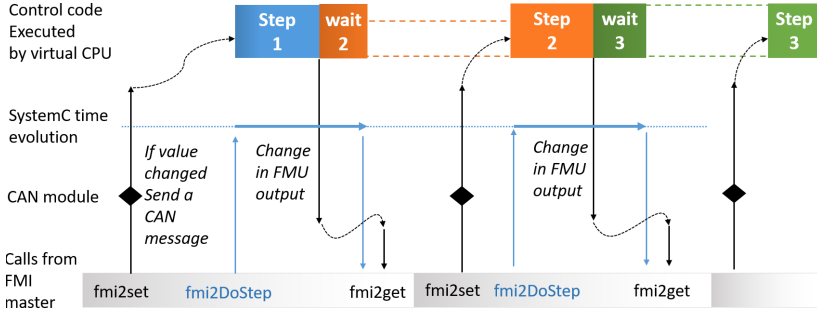 Control code
Executed
by virtual CPU
Step
1
wait
2
Step
2
wait
3
Step
3
SystemC time
evolution
If value
changed
Send a
CAN
message
Change
in FMU
output
Change
in FMU
output
CAN module
Calls from
FMI
master
fmi2set
fmi2DoStep
fmi2get
fmi2set
fmi2DoStep
fmi2get